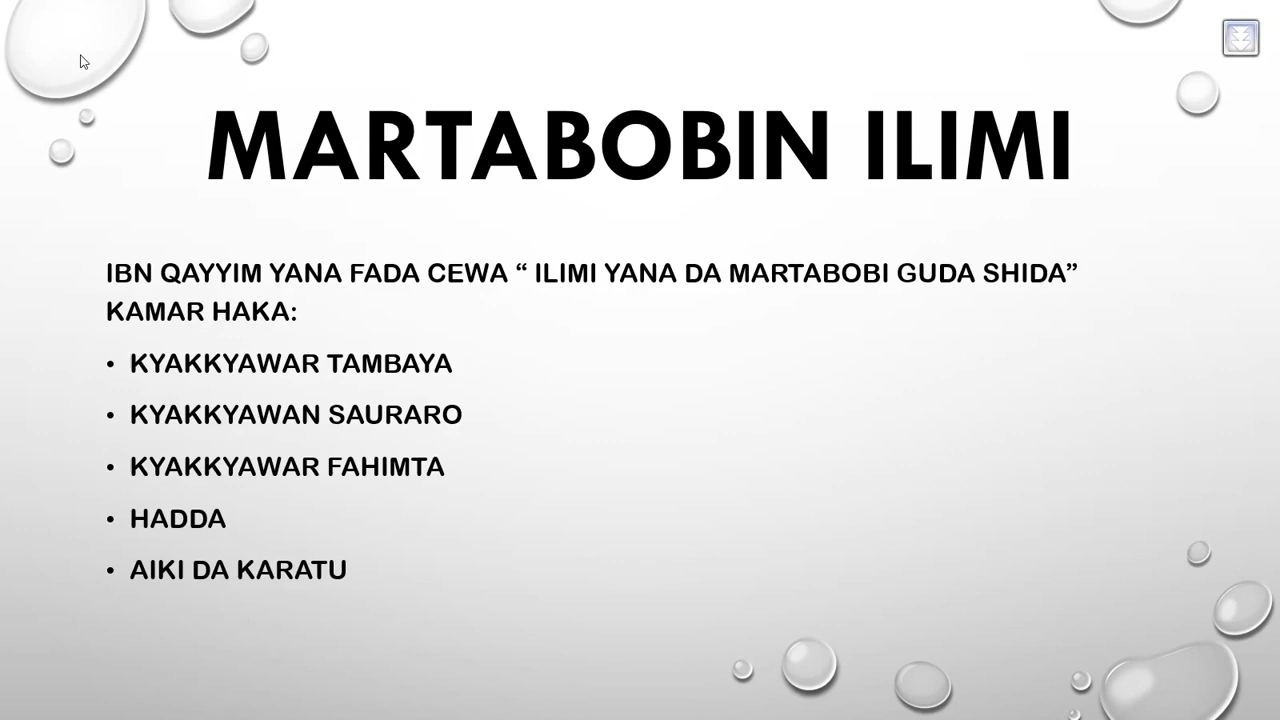 MARTABOBIN ILIMI
IBN QAYYIM YANA FADA CEWA “ ILIMI YANA DA MARTABOBI GUDA SHIDA”
KAMAR HAKA:
• KYAKKYAWAR TAMBAYA
• KYAKKYAWAN SAURARO
• KYAKKYAWAR FAHIMTA
• HADDA
• AIKI DA KARATU